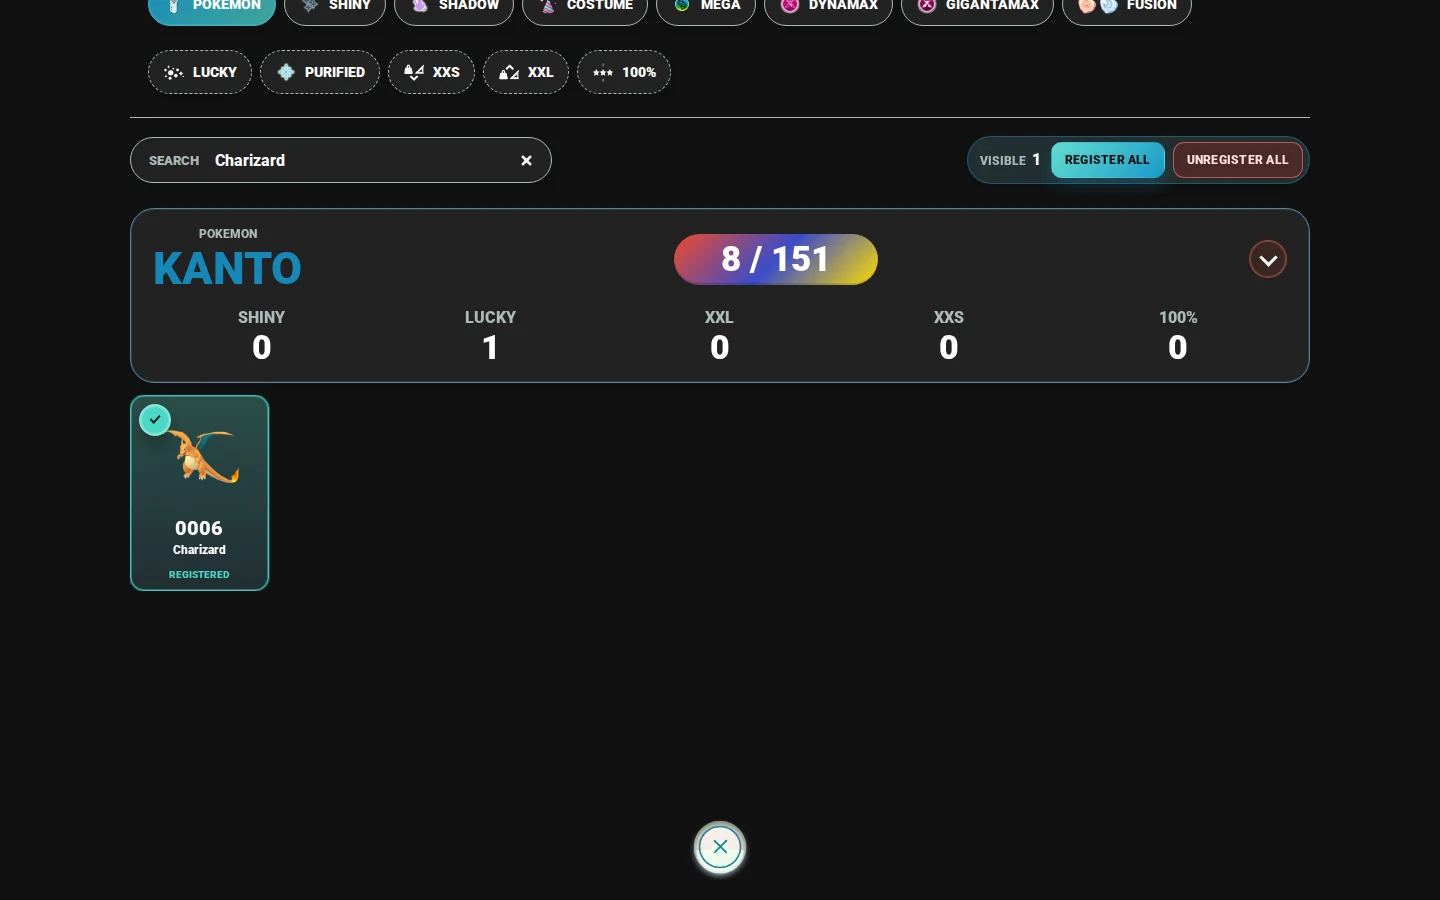 POKEMON SHINY SHADOW COSTUME MEGA DYNAMAX GIGANTAMAX FUSION
LUCKY PURIFIED XXS XXL 100%
SEARCH Charizard
VISIBLE 1 REGISTER ALL UNREGISTER ALL
POKEMON
KANTO
8 / 151
SHINY LUCKY XXL XXS 100%
0 1 0 0 0
0006
Charizard
REGISTERED